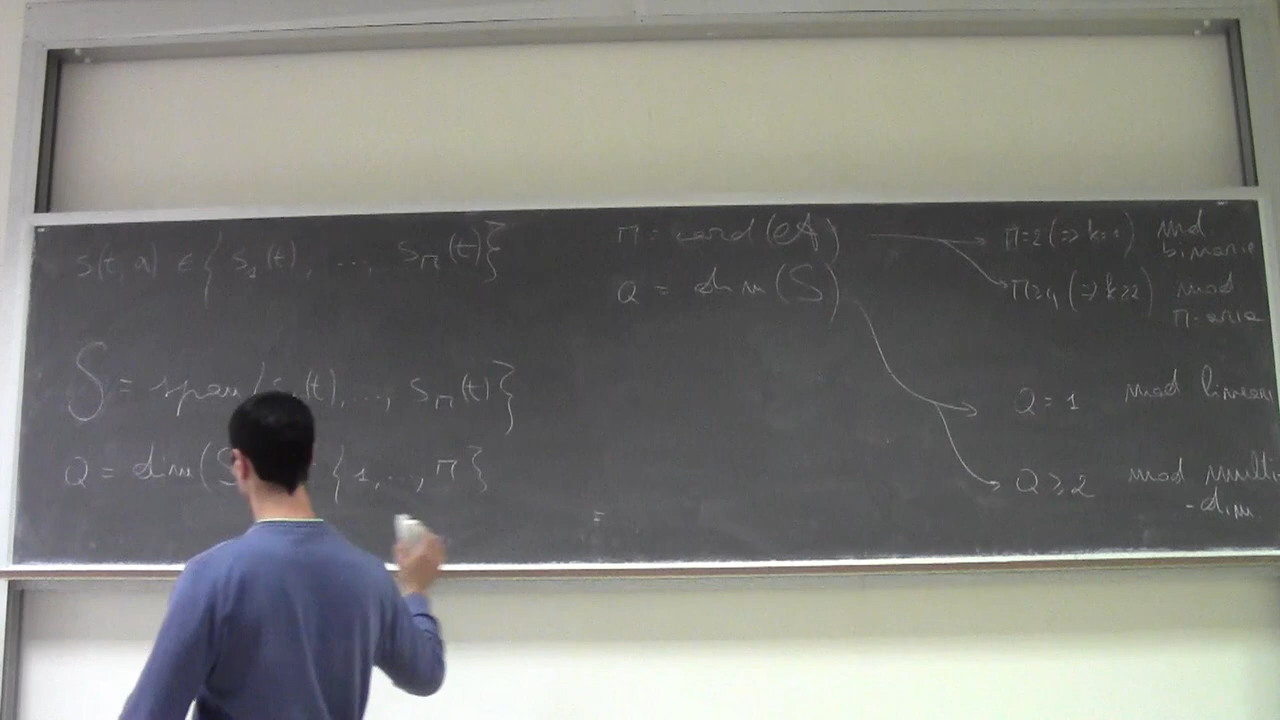 s(t, a) ∈ { s₁(t), ..., s_M(t) }
S = span{ s₁(t), ..., s_M(t) }
Q = dim(S) ∈ { 1, ..., M }
M = card(A)
Q = dim(S)
M=2 (=> k=1) mod binarie
M≥4 (=> k≥2) mod M-arie
Q = 1 mod linear
Q ≥ 2 mod multi
-dim.
=